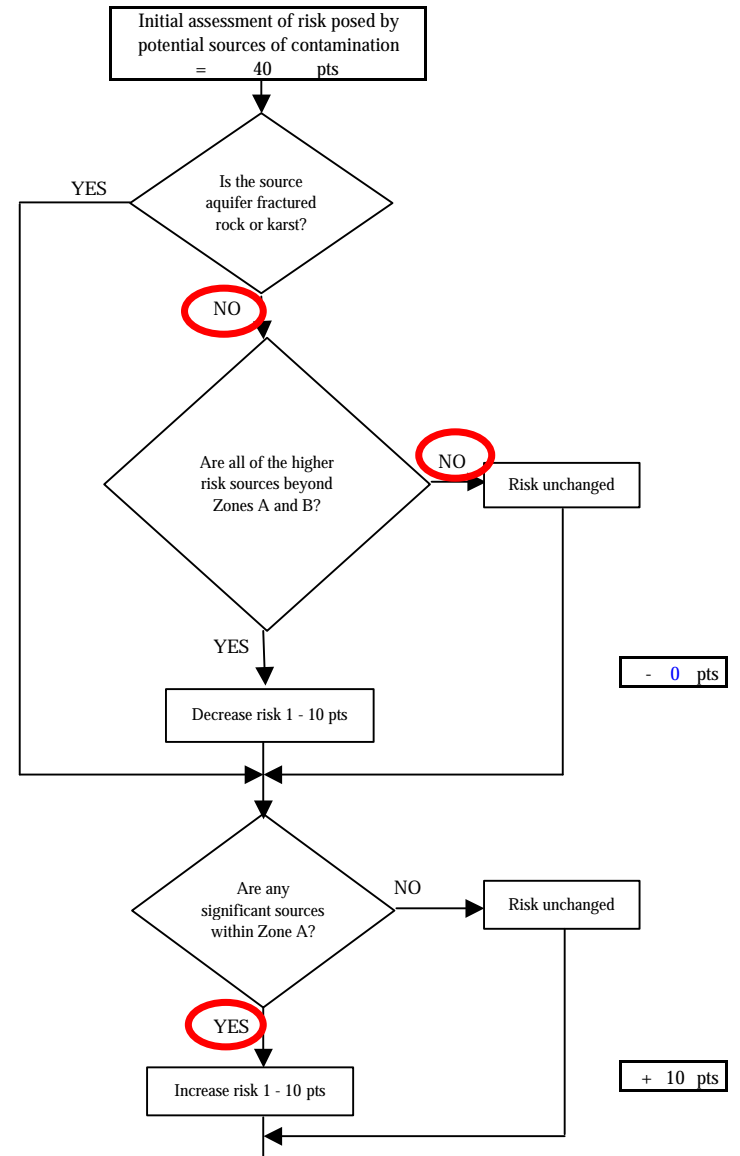 Initial assessment of risk posed by
potential sources of contamination
= 40 pts
YES
Is the source
aquifer fractured
rock or karst?
NO
Are all of the higher
risk sources beyond
Zones A and B?
NO
Risk unchanged
YES
- 0 pts
Decrease risk 1 - 10 pts
Are any
significant sources
within Zone A?
NO
Risk unchanged
YES
Increase risk 1 - 10 pts
+ 10 pts